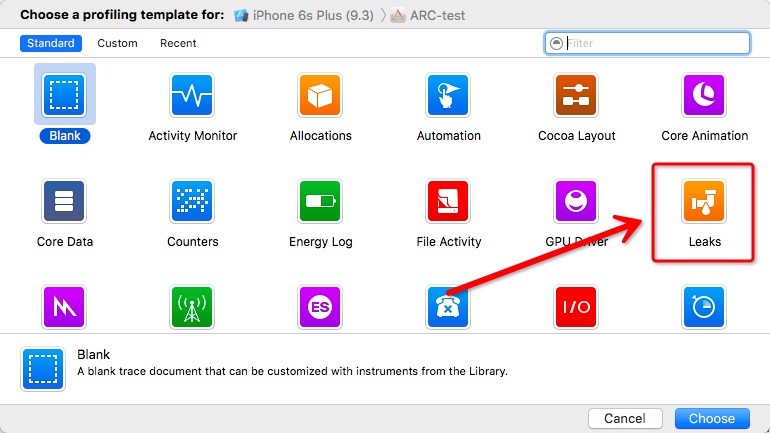 Choose a profiling template for: iPhone 6s Plus (9.3) ARC-test
Standard Custom Recent Filter
Blank Activity Monitor Allocations Automation Cocoa Layout Core Animation
Core Data Counters Energy Log File Activity GPU Driver Leaks
ES I/O
Blank
A blank trace document that can be customized with instruments from the Library.
Cancel Choose